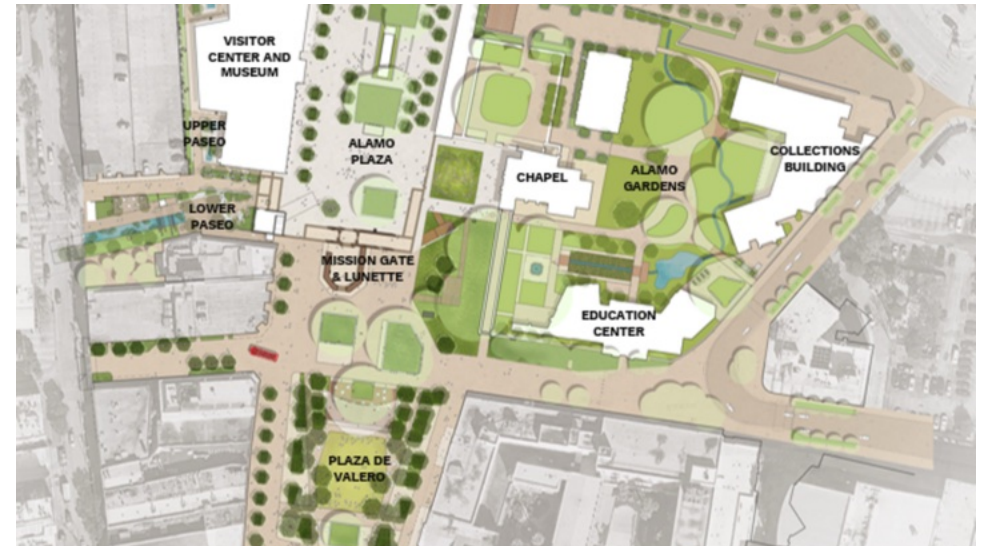 VISITOR
CENTER AND
MUSEUM
UPPER
PASEO
ALAMO
PLAZA
CHAPEL
ALAMO
GARDENS
COLLECTIONS
BUILDING
LOWER
PASEO
MISSION GATE
& LUNETTE
EDUCATION
CENTER
PLAZA DE
VALERO